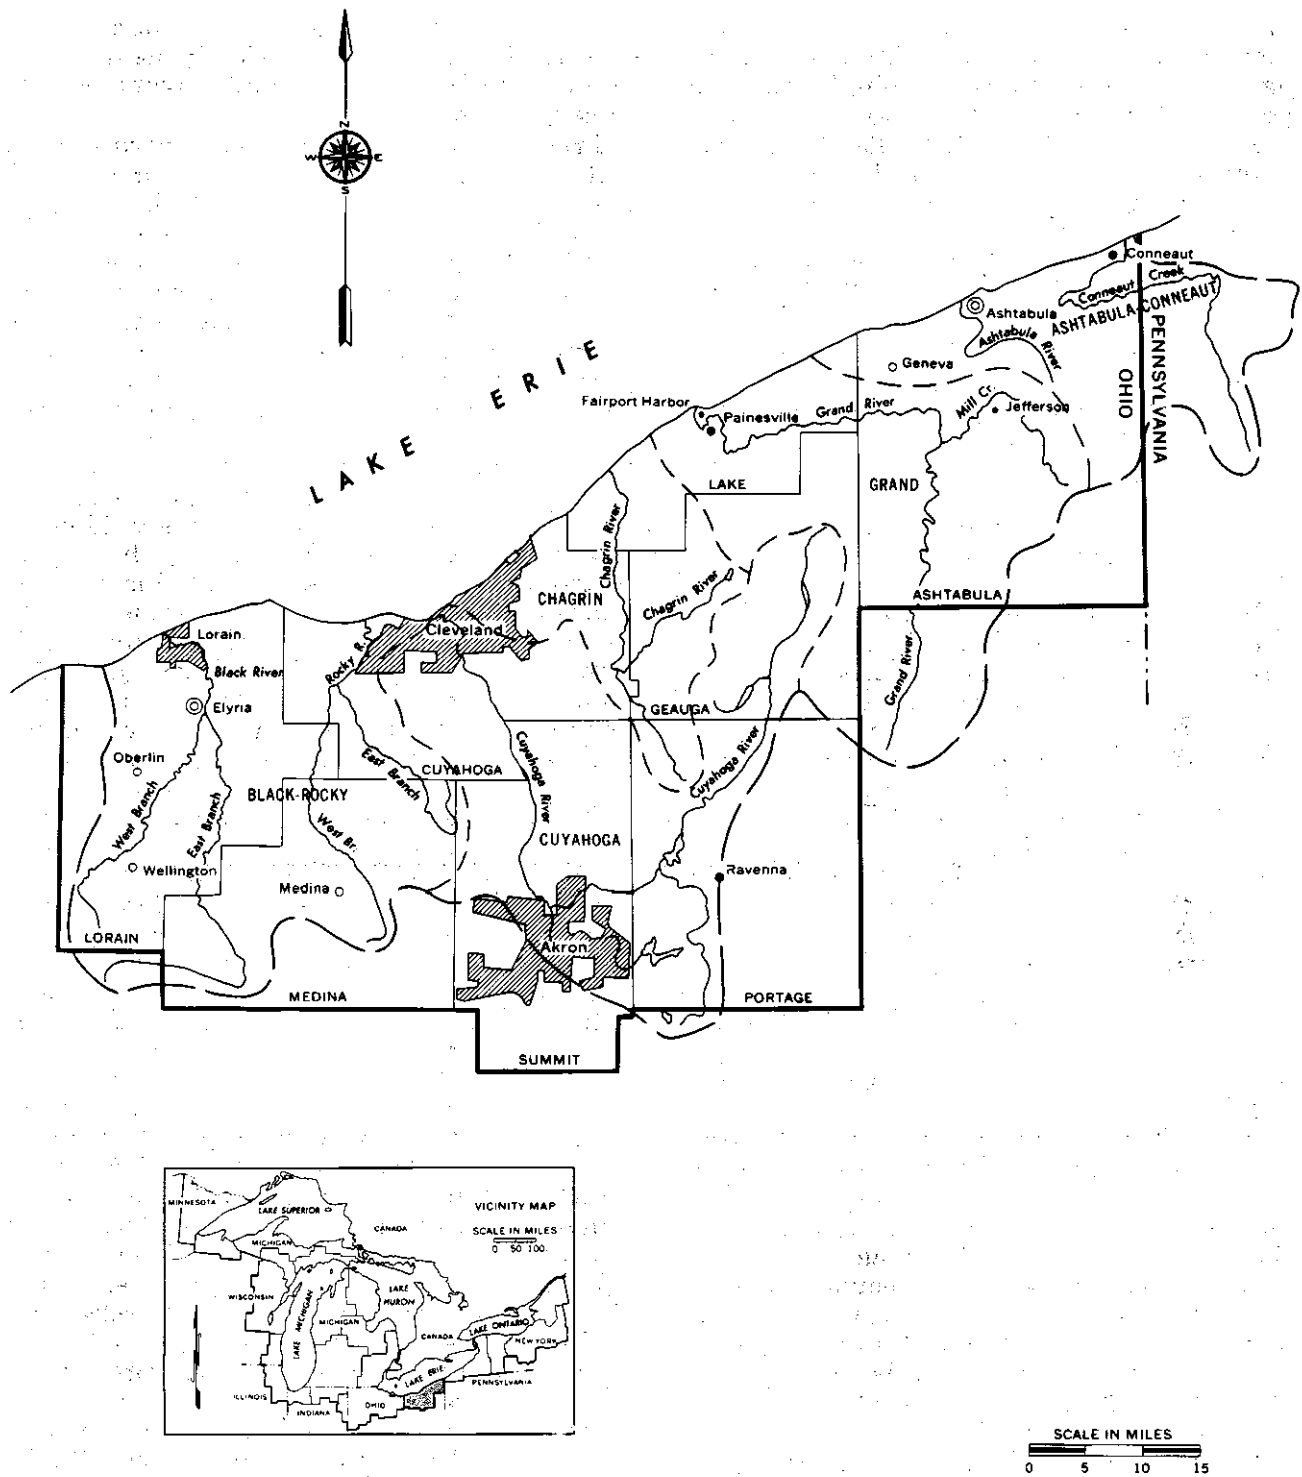 N
W E
S
LAKE ERIE
Conneaut
Conneaut Creek
ASHTABULA-CONNEAUT
Ashtabula
Ashtabula River
PENNSYLVANIA
OHIO
Geneva
Fairport Harbor
Painesville
Grand River
Mill Cr.
Jefferson
LAKE
GRAND
Chagrin River
CHAGRIN
Chagrin River
ASHTABULA
Lorain
Cleveland
Rocky R.
Black River
Grand River
Elyria
GEAUGA
Oberlin
East Branch
CUYAHOGA
Cuyahoga River
Cuyahoga River
BLACK-ROCKY
West Branch
East Branch
West Br.
CUYAHOGA
Wellington
Medina
Ravenna
LORAIN
Akron
MEDINA
PORTAGE
SUMMIT
MINNESOTA
LAKE SUPERIOR
VICINITY MAP
CANADA
SCALE IN MILES
0 50 100
MICHIGAN
WISCONSIN
LAKE MICHIGAN
LAKE HURON
MICHIGAN
CANADA
LAKE ONTARIO
NEW YORK
LAKE ERIE
PENNSYLVANIA
ILLINOIS
INDIANA
OHIO
SCALE IN MILES
0 5 10 15